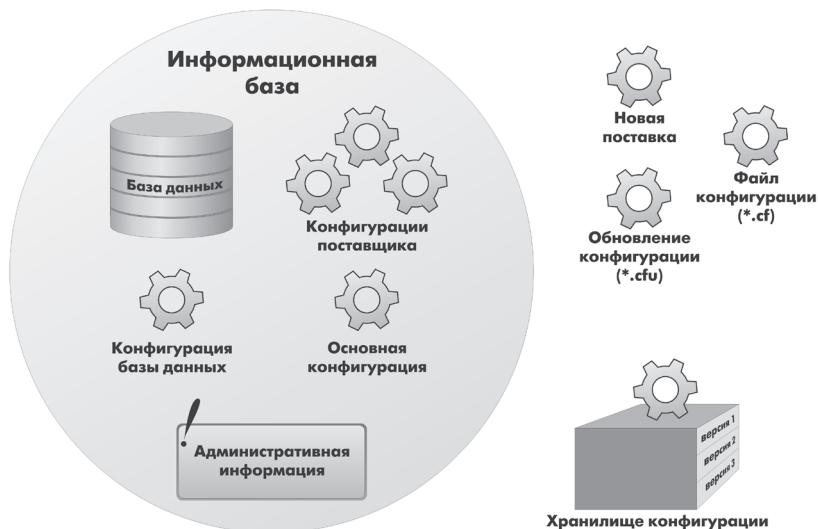 Информационная
база
База данных
Конфигурации
поставщика
Конфигурация
базы данных
Основная
конфигурация
Административная
информация
Новая
поставка
Файл
конфигурации
(*.cf)
Обновление
конфигурации
(*.cfu)
версия 1
версия 2
версия 3
Хранилище конфигурации